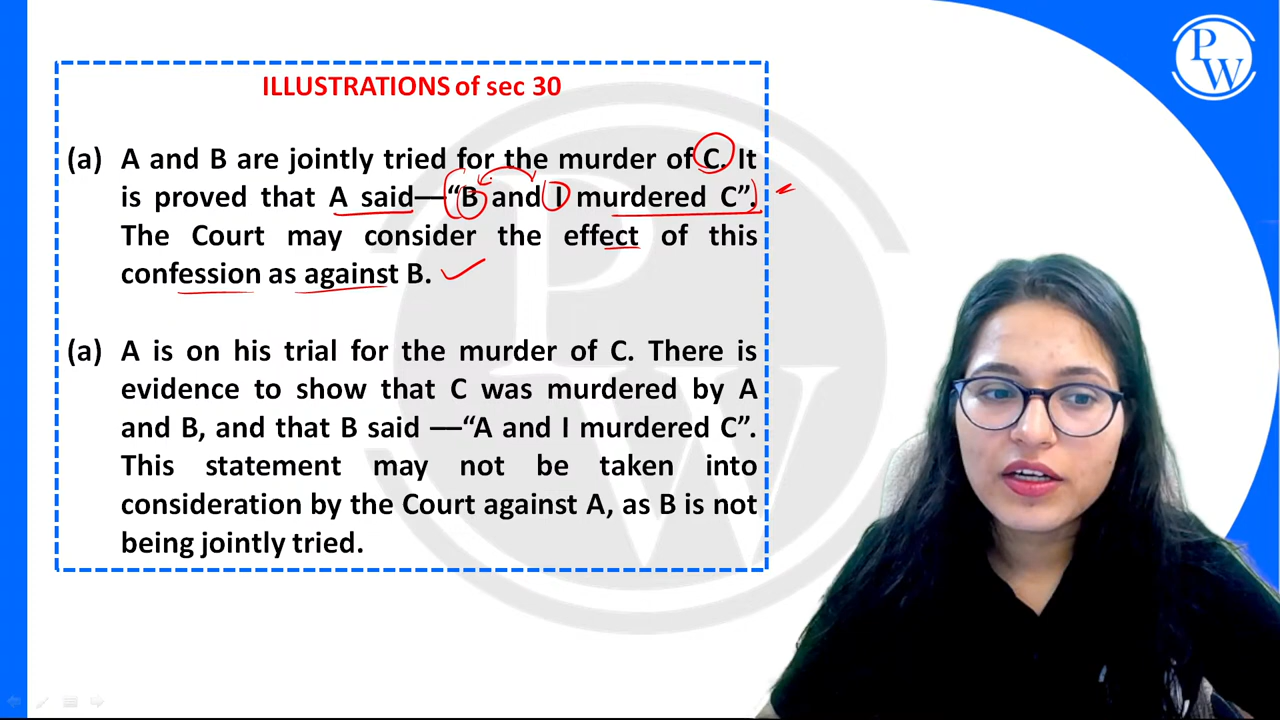 P
W
ILLUSTRATIONS of sec 30
(a) A and B are jointly tried for the murder of C. It
is proved that A said—“B and I murdered C”.
The Court may consider the effect of this
confession as against B.
(a) A is on his trial for the murder of C. There is
evidence to show that C was murdered by A
and B, and that B said —“A and I murdered C”.
This statement may not be taken into
consideration by the Court against A, as B is not
being jointly tried.
P
W